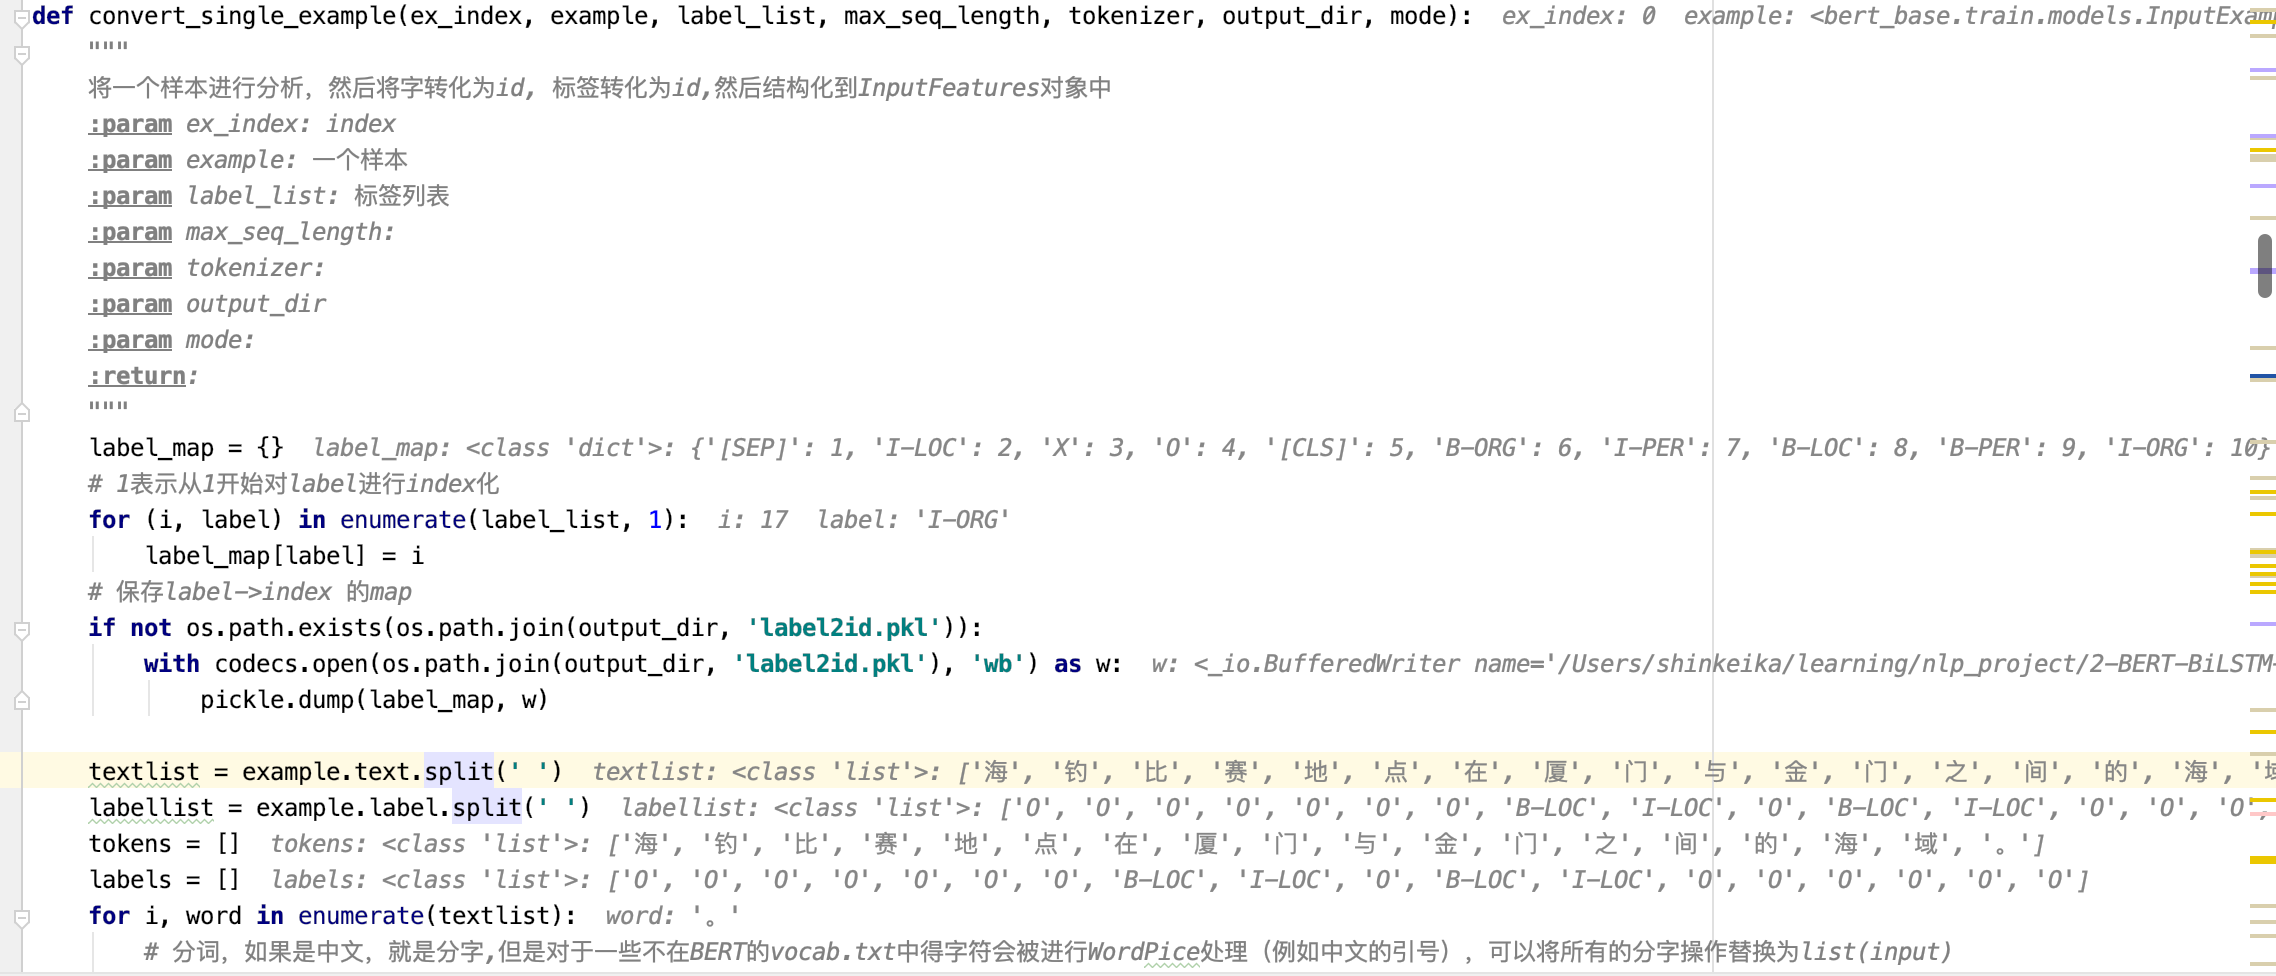 def convert_single_example(ex_index, example, label_list, max_seq_length, tokenizer, output_dir, mode):  ex_index: 0  example: <bert_base.train.models.InputExam
    """
    将一个样本进行分析，然后将字转化为id, 标签转化为id,然后结构化到InputFeatures对象中
    :param ex_index: index
    :param example: 一个样本
    :param label_list: 标签列表
    :param max_seq_length:
    :param tokenizer:
    :param output_dir
    :param mode:
    :return:
    """
    label_map = {}  label_map: <class 'dict'>: {'[SEP]': 1, 'I-LOC': 2, 'X': 3, 'O': 4, '[CLS]': 5, 'B-ORG': 6, 'I-PER': 7, 'B-LOC': 8, 'B-PER': 9, 'I-ORG': 10}
    # 1表示从1开始对label进行index化
    for (i, label) in enumerate(label_list, 1):  i: 17  label: 'I-ORG'
        label_map[label] = i
    # 保存label->index 的map
    if not os.path.exists(os.path.join(output_dir, 'label2id.pkl')):
        with codecs.open(os.path.join(output_dir, 'label2id.pkl'), 'wb') as w:  w: <_io.BufferedWriter name='/Users/shinkeika/learning/nlp_project/2-BERT-BiLSTM-
            pickle.dump(label_map, w)
    textlist = example.text.split(' ')  textlist: <class 'list'>: ['海', '钓', '比', '赛', '地', '点', '在', '厦', '门', '与', '金', '门', '之', '间', '的', '海', '域
    labellist = example.label.split(' ')  labellist: <class 'list'>: ['O', 'O', 'O', 'O', 'O', 'O', 'O', 'B-LOC', 'I-LOC', 'O', 'B-LOC', 'I-LOC', 'O', 'O', 'O',
    tokens = []  tokens: <class 'list'>: ['海', '钓', '比', '赛', '地', '点', '在', '厦', '门', '与', '金', '门', '之', '间', '的', '海', '域', '。']
    labels = []  labels: <class 'list'>: ['O', 'O', 'O', 'O', 'O', 'O', 'O', 'B-LOC', 'I-LOC', 'O', 'B-LOC', 'I-LOC', 'O', 'O', 'O', 'O', 'O', 'O']
    for i, word in enumerate(textlist):  word: '。'
        # 分词，如果是中文，就是分字,但是对于一些不在BERT的vocab.txt中得字符会被进行WordPice处理（例如中文的引号），可以将所有的分字操作替换为list(input)